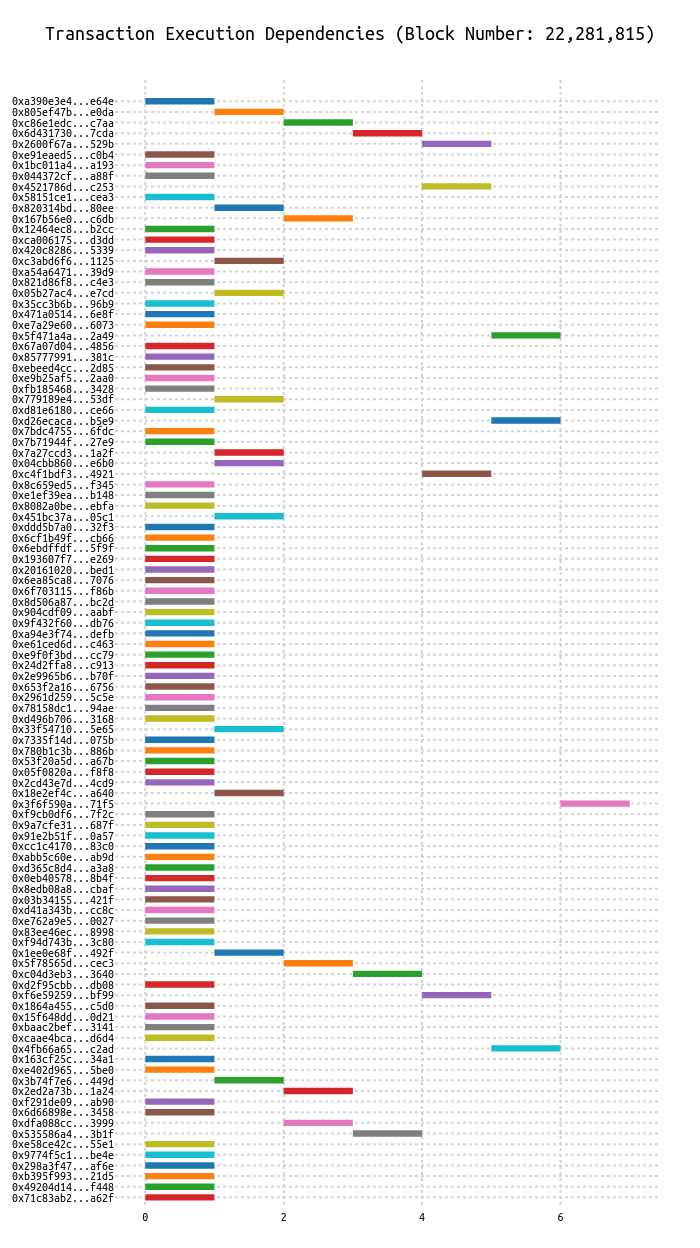 Transaction Execution Dependencies (Block Number: 22,281,815)
0xa390e3e4...e64e
0x805ef47b...e0da
0xc86e1edc...c7aa
0x6d431730...7cda
0x2600f67a...529b
0xe91eaed5...c0b4
0x1bc011a4...a193
0x044372cf...a88f
0x4521786d...c253
0x58151ce1...cea3
0x820314bd...80ee
0x167b56e0...c6db
0x12464ec8...b2cc
0xca006175...d3dd
0x420c8286...5339
0xc3abd6f6...1125
0xa54a6471...39d9
0x821d86f8...c4e3
0x05b27ac4...e7cd
0x35cc3b6b...96b9
0x471a0514...6e8f
0xe7a29e60...6073
0x5f471a4a...2a49
0x67a07d04...4856
0x85777991...381c
0xebeed4cc...2d85
0xe9b25af5...2aa0
0xfb185468...3428
0x779189e4...53df
0xd81e6180...ce66
0xd26ecaca...b5e9
0x7bdc4755...6fdc
0x7b71944f...27e9
0x7a27ccd3...1a2f
0x04cbb860...e6b0
0xc4f1bdf3...4921
0x8c659ed5...f345
0xe1ef39ea...b148
0x8082a0be...ebfa
0x451bc37a...05c1
0xddd5b7a0...32f3
0x6cf1b49f...cb66
0x6ebdffdf...5f9f
0x193607f7...e269
0x20161020...bed1
0x6ea85ca8...7076
0x6f703115...f86b
0x8d506a87...bc2d
0x904cdf09...aabf
0x9f432f60...db76
0xa94e3f74...defb
0xe61ced6d...c463
0xe9f0f3bd...cc79
0x24d2ffa8...c913
0x2e9965b6...b70f
0x653f2a16...6756
0x2961d259...5c5e
0x78158dc1...94ae
0xd496b706...3168
0x33f54710...5e65
0x7335f14d...075b
0x780b1c3b...886b
0x53f20a5d...a67b
0x05f0820a...f8f8
0x2cd43e7d...4cd9
0x18e2ef4c...a640
0x3f6f590a...71f5
0xf9cb0df6...7f2c
0x9a7cfe31...687f
0x91e2b51f...0a57
0xcc1c4170...83c0
0xabb5c60e...ab9d
0xd365c8d4...a3a8
0x0eb40578...8b4f
0x8edb08a8...cbaf
0x03b34155...421f
0xd41a343b...cc8c
0xe762a9e5...0027
0x83ee46ec...8998
0xf94d743b...3c80
0x1ee0e68f...492f
0x5f78565d...cec3
0xc04d3eb3...3640
0xd2f95cbb...db08
0xf6e59259...bf99
0x1864a455...c5d0
0x15f648dd...0d21
0xbaac2bef...3141
0xcaae4bca...d6d4
0x4fb66a65...c2ad
0x163cf25c...34a1
0xe402d965...5be0
0x3b74f7e6...449d
0x2ed2a73b...1a24
0xf291de09...ab90
0x6d66898e...3458
0xdfa088cc...3999
0x535586a4...3b1f
0xe58ce42c...55e1
0x9774f5c1...be4e
0x298a3f47...af6e
0xb395f993...21d5
0x49204d14...f448
0x71c83ab2...a62f
0 2 4 6